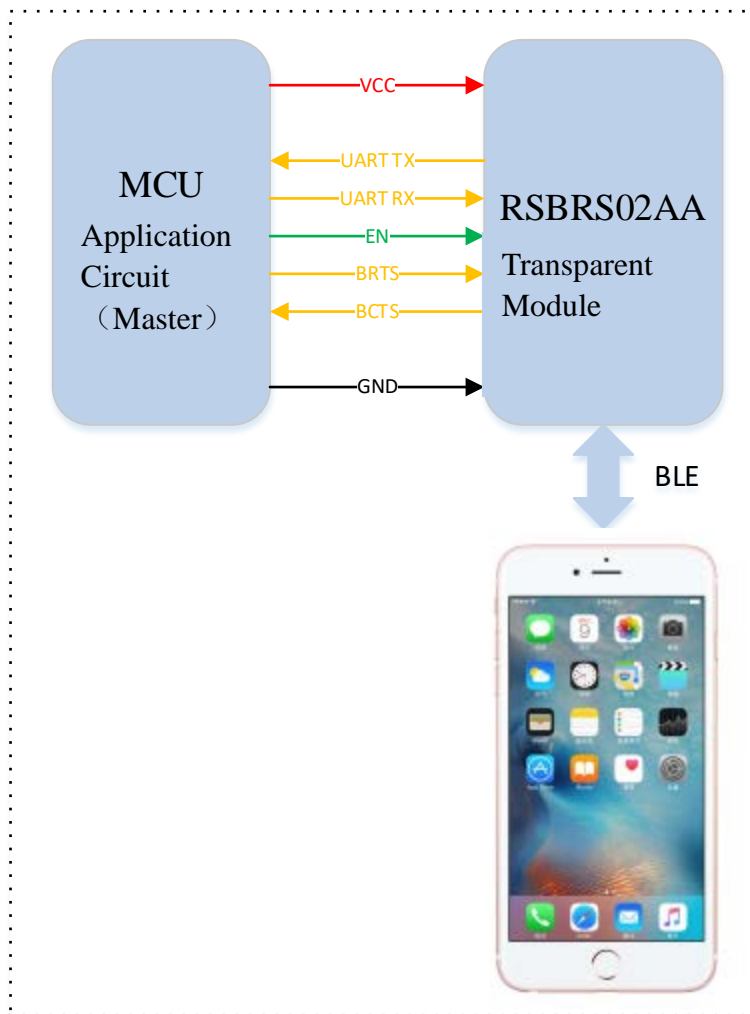 VCC
UART TX
UART RX
EN
BRTS
BCTS
GND
MCU
Application
Circuit
（Master）
RSBRS02AA
Transparent
Module
BLE